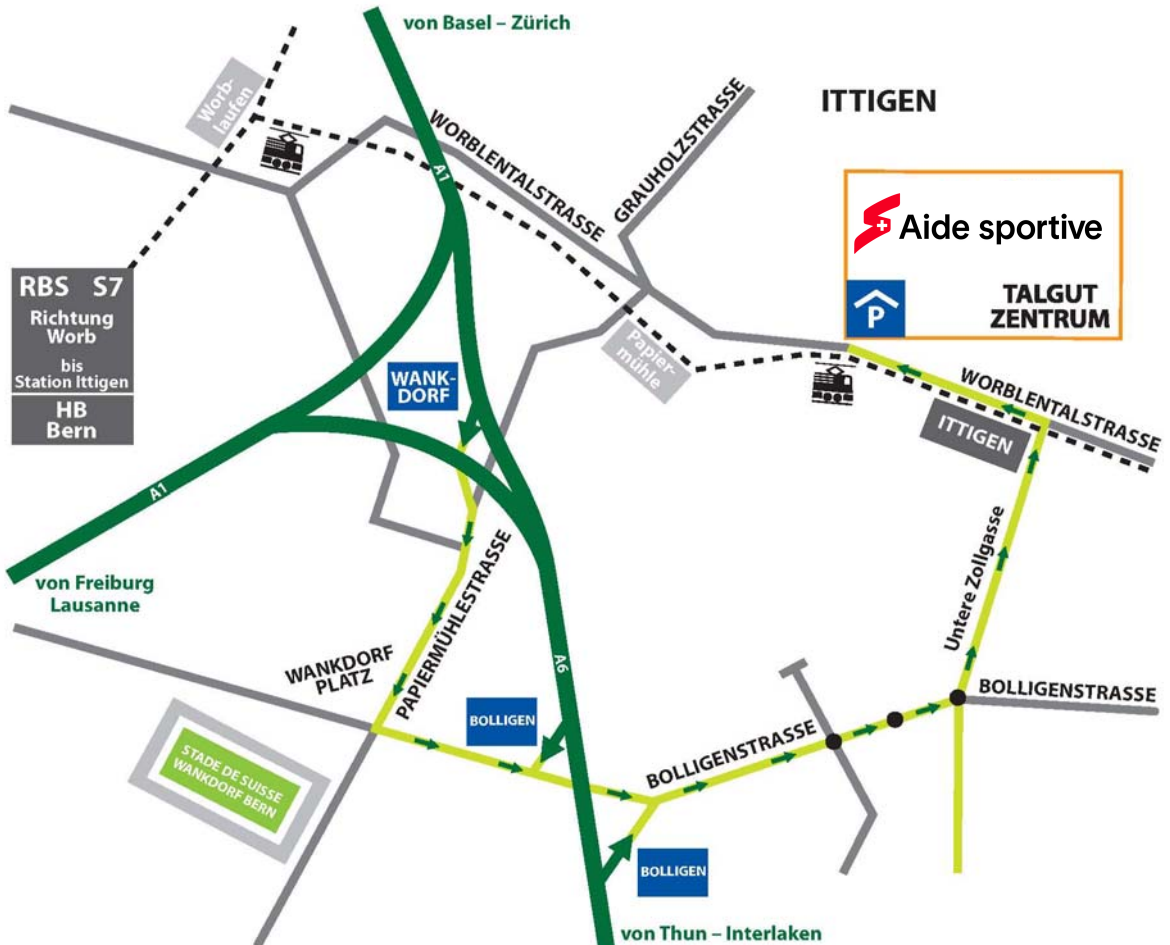 von Basel – Zürich
ITTIGEN
Worb-
laufen
WORBLENTALSTRASSE
GRAUHOLZSTRASSE
A1
Aide sportive
P
TALGUT
ZENTRUM
RBS S7
Richtung
Worb
bis
Station Ittigen
HB
Bern
Papier-
mühle
WANK-
DORF
WORBLENTALSTRASSE
ITTIGEN
A1
von Freiburg
Lausanne
PAPIERMÜHLESTRASSE
Untere Zollgasse
WANKDORF
PLATZ
A6
BOLLIGEN
BOLLIGENSTRASSE
BOLLIGENSTRASSE
STADE DE SUISSE
WANKDORF BERN
BOLLIGEN
von Thun – Interlaken